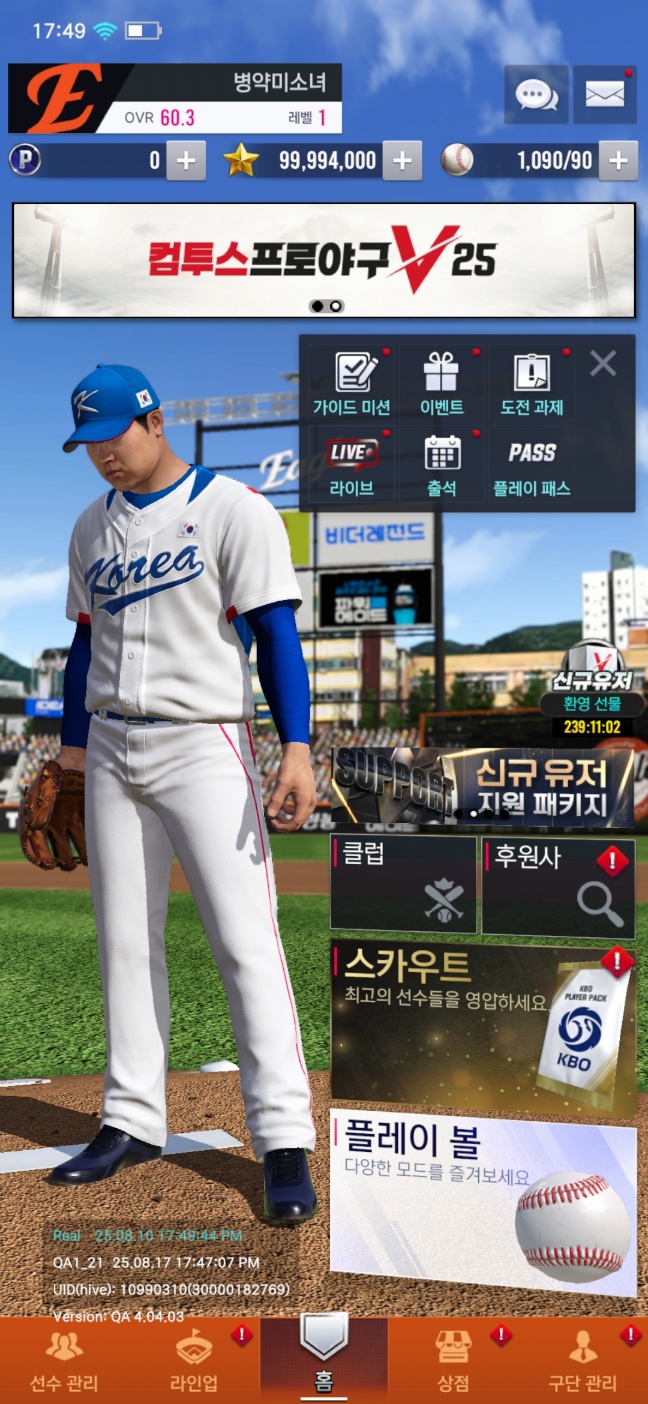 17:49
E
병약미소녀
OVR 60.3
레벨 1
P 0 +
99,994,000 +
1,090/90 +
컴투스프로야구V25
가이드 미션
이벤트
도전 과제
LIVE
라이브
출석
PASS
플레이 패스
K
Korea
비더레전드
파워
에이드
신규유저
환영 선물
239:11:02
SUPPORT
신규 유저
지원 패키지
클럽
후원사
스카우트
최고의 선수들을 영입하세요.
KBO
PLAYER PACK
KBO
플레이 볼
다양한 모드를 즐겨보세요.
Real 25.08.10 17:49:44 PM
QA1_21 25.08.17 17:47:07 PM
UID(hive): 10990310(30000182769)
Version: QA 4.04.03
선수 관리
라인업
홈
상점
구단 관리